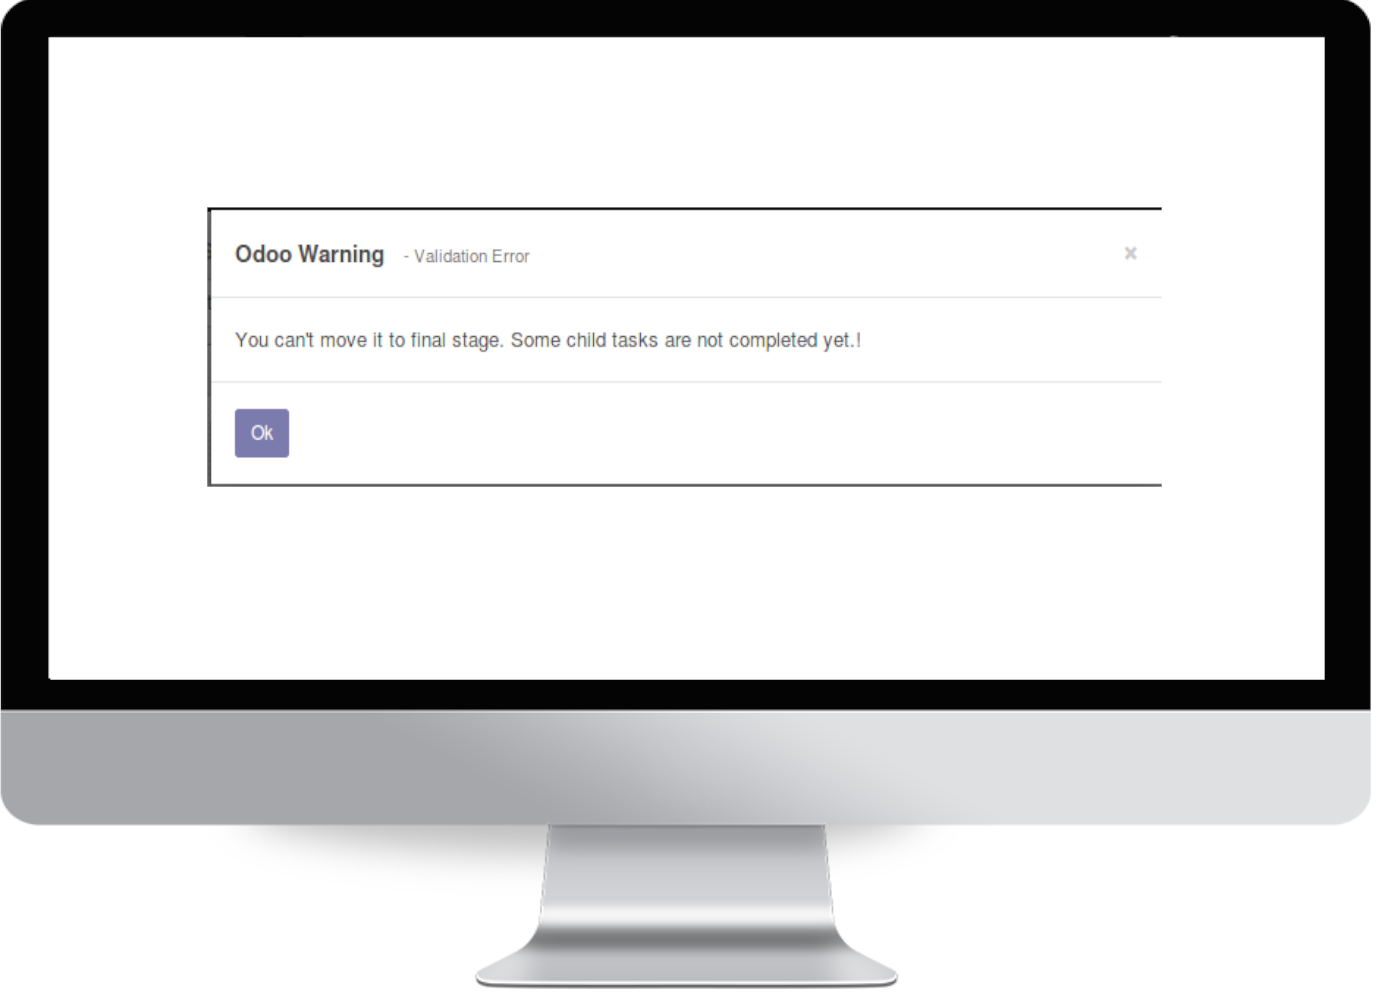 Odoo Warning - Validation Error
You can't move it to final stage. Some child tasks are not completed yet.!
Ok